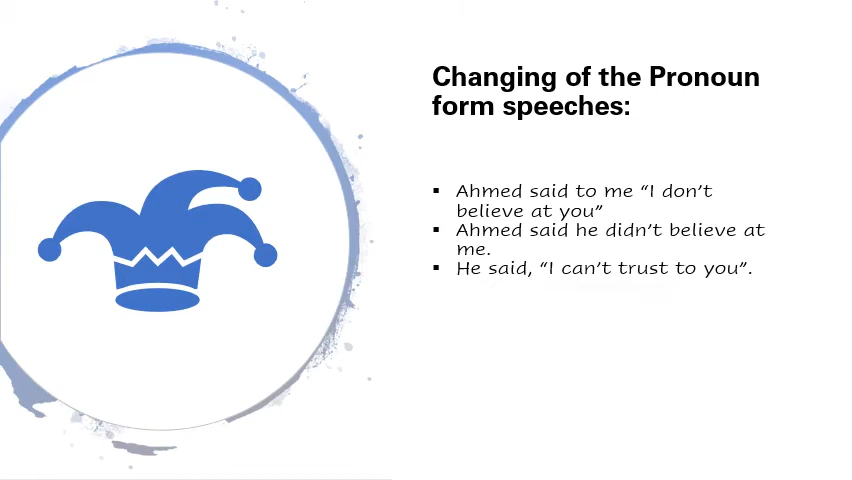 Changing of the Pronoun
form speeches:
▪ Ahmed said to me “I don’t
believe at you”
▪ Ahmed said he didn’t believe at
me.
▪ He said, “I can’t trust to you”.